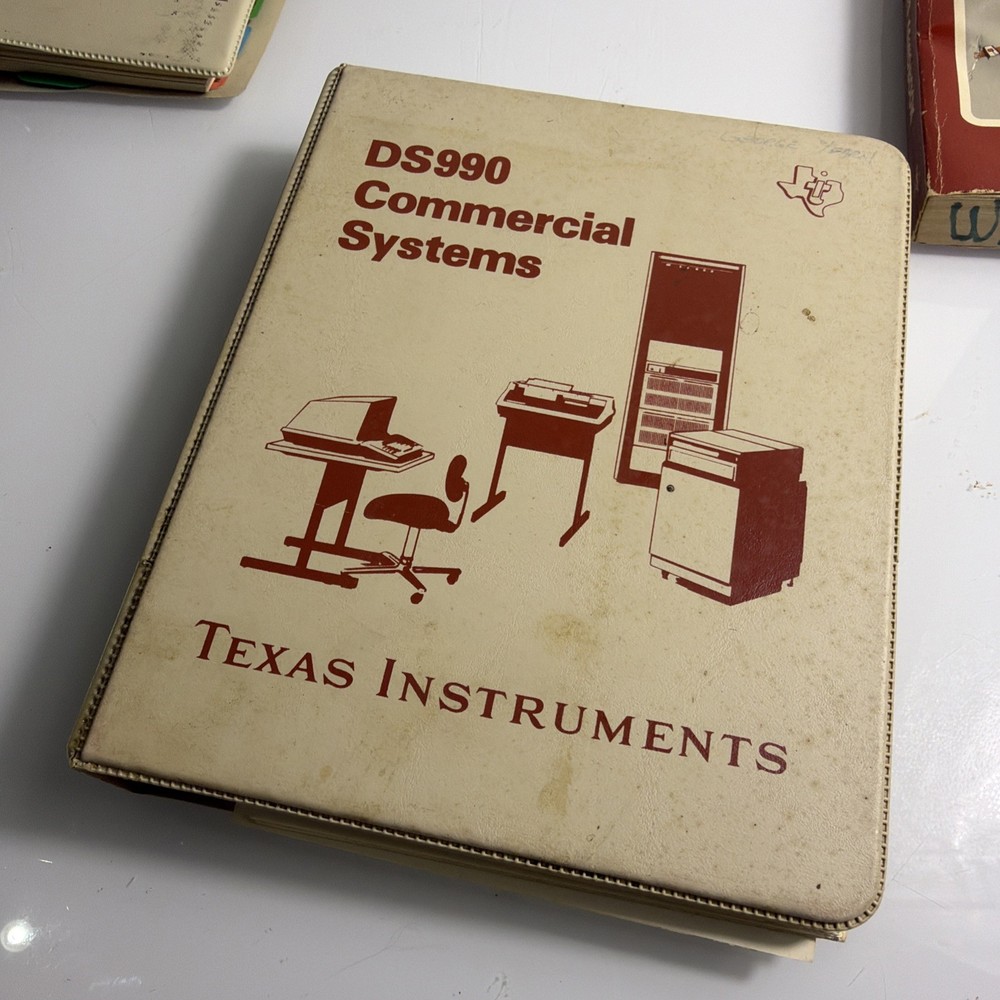 DS990
Commercial
Systems
TEXAS INSTRUMENTS
W